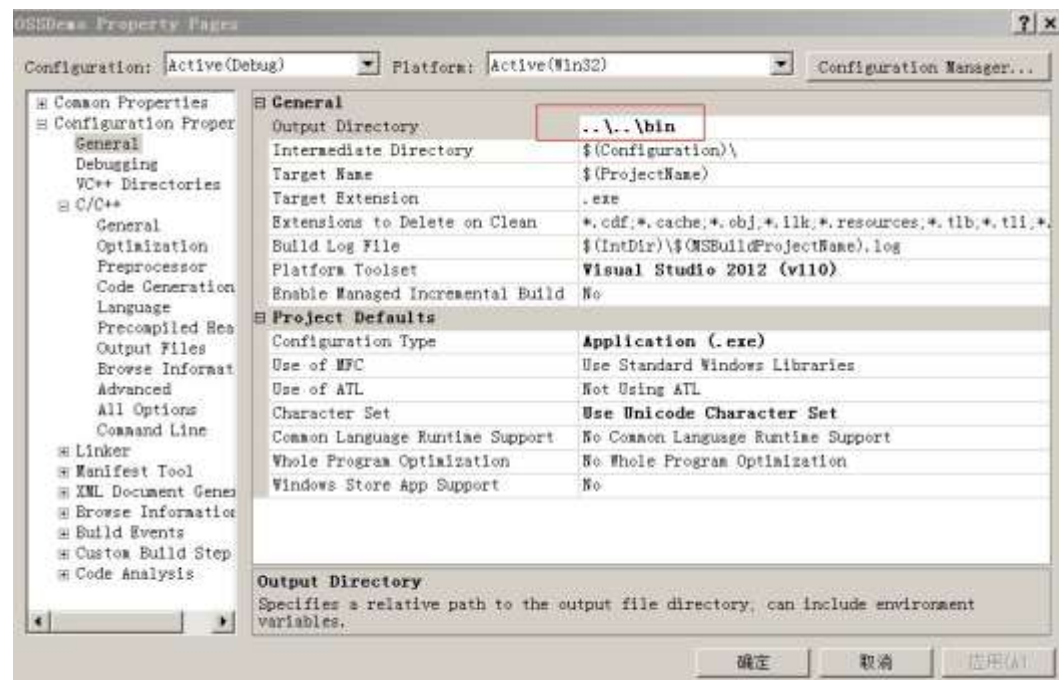 OSSDemo Property Pages
Configuration: Active(Debug) Platform: Active(Win32) Configuration Manager...
Common Properties
Configuration Proper
General
Debugging
VC++ Directories
C/C++
General
Optimization
Preprocessor
Code Generation
Language
Precompiled Hea
Output Files
Browse Informat
Advanced
All Options
Command Line
Linker
Manifest Tool
XML Document Gener
Browse Information
Build Events
Custom Build Step
Code Analysis
General
Output Directory ..\..\bin
Intermediate Directory $(Configuration)\
Target Name $(ProjectName)
Target Extension .exe
Extensions to Delete on Clean *.cdf;*.cache;*.obj;*.ilk;*.resources;*.tlb;*.tli;*.
Build Log File $(IntDir)\$(MSBuildProjectName).log
Platform Toolset Visual Studio 2012 (v110)
Enable Managed Incremental Build No
Project Defaults
Configuration Type Application (.exe)
Use of MFC Use Standard Windows Libraries
Use of ATL Not Using ATL
Character Set Use Unicode Character Set
Common Language Runtime Support No Common Language Runtime Support
Whole Program Optimization No Whole Program Optimization
Windows Store App Support No
Output Directory
Specifies a relative path to the output file directory, can include environment
variables.
确定 取消 应用(A)